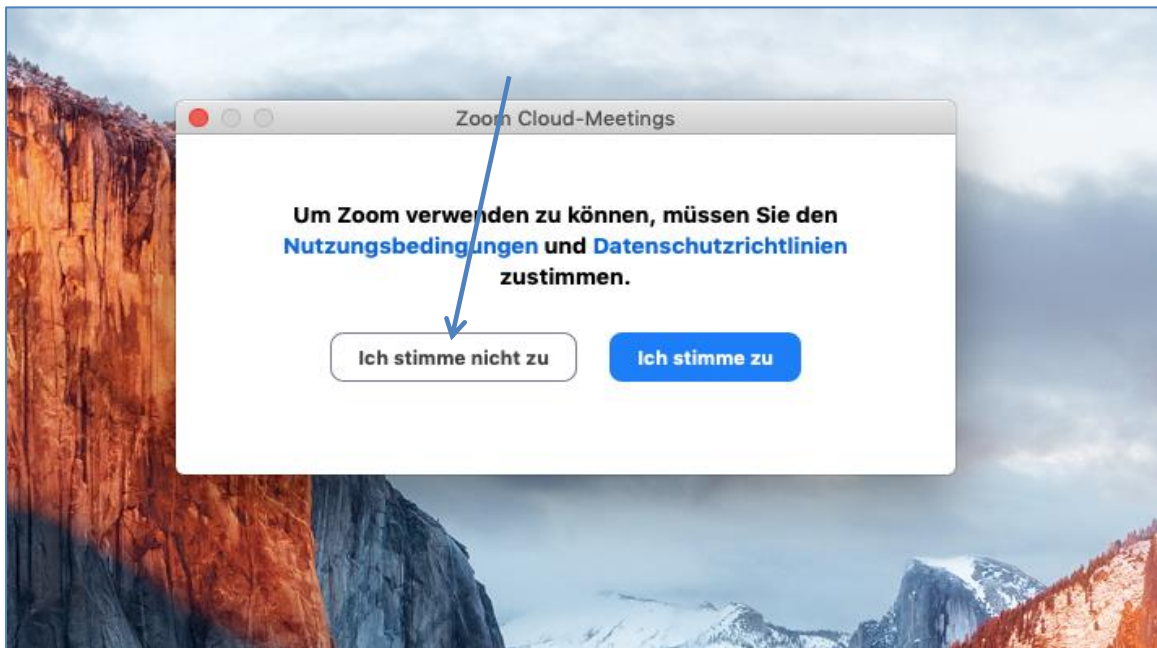 Zoom Cloud-Meetings
Um Zoom verwenden zu können, müssen Sie den
Nutzungsbedingungen und Datenschutzrichtlinien
zustimmen.
Ich stimme nicht zu
Ich stimme zu